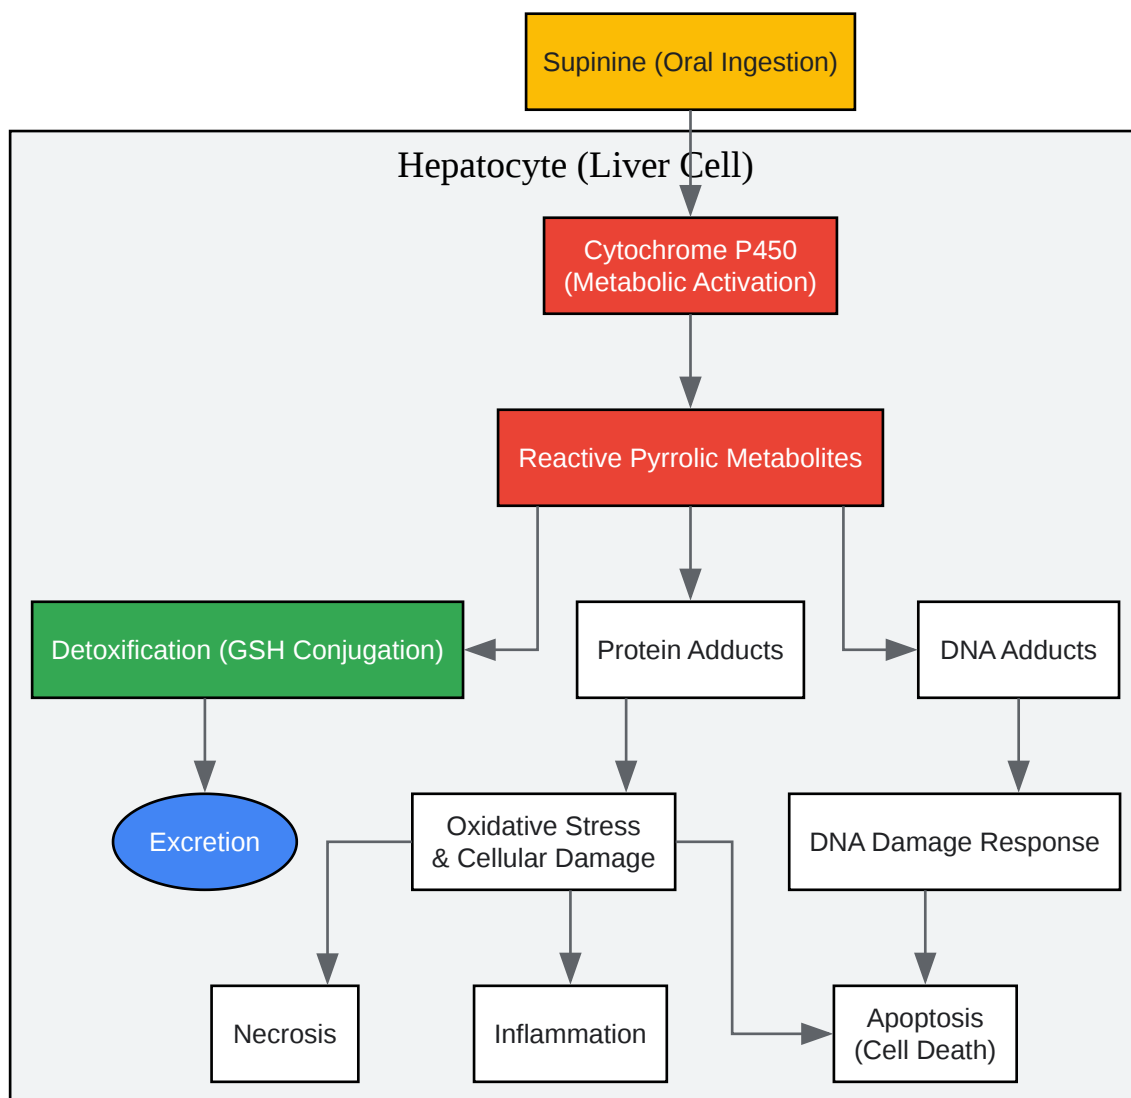 Supinine (Oral Ingestion)
Hepatocyte (Liver Cell)
Cytochrome P450
(Metabolic Activation)
Reactive Pyrrolic Metabolites
Detoxification (GSH Conjugation)
Protein Adducts
DNA Adducts
Excretion
Oxidative Stress
& Cellular Damage
DNA Damage Response
Necrosis
Inflammation
Apoptosis
(Cell Death)